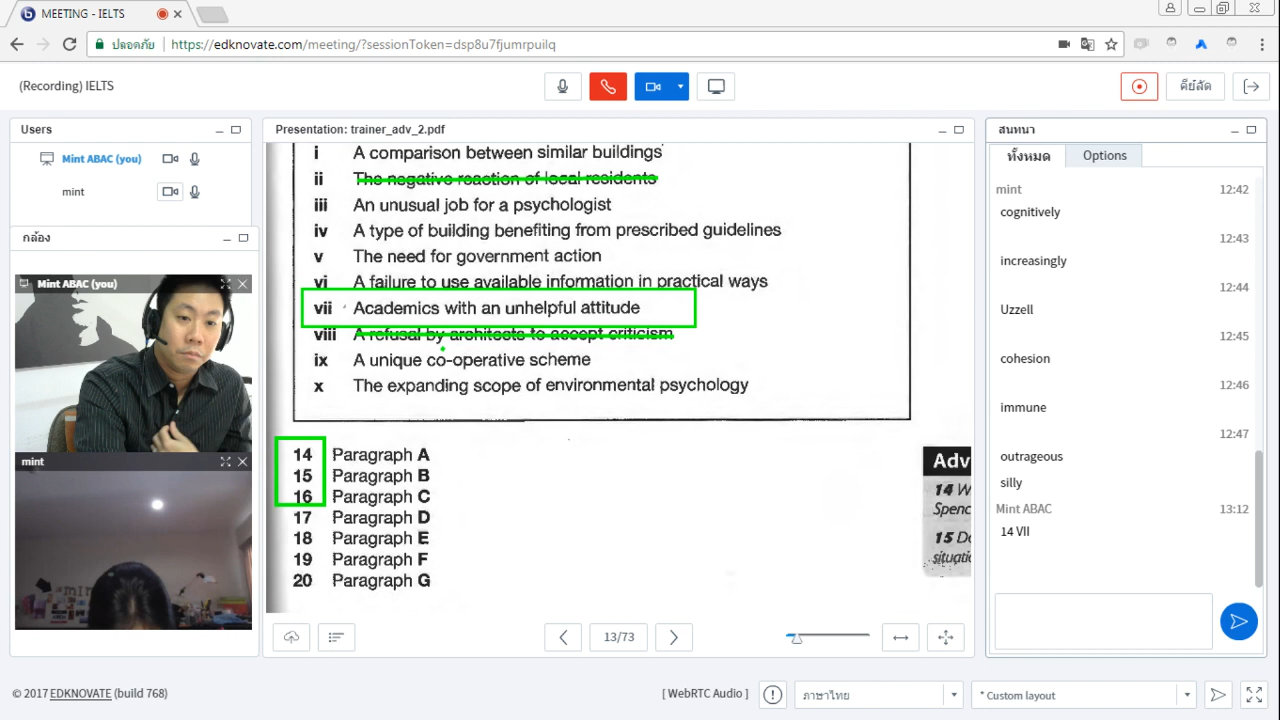 MEETING - IELTS
ปลอดภัย https://edknovate.com/meeting/?sessionToken=dsp8u7fjumrpuilq
(Recording) IELTS
คีย์ลัด
Users
Mint ABAC (you)
mint
กล้อง
Mint ABAC (you)
mint
Presentation: trainer_adv_2.pdf
i A comparison between similar buildings
ii The negative reaction of local residents
iii An unusual job for a psychologist
iv A type of building benefiting from prescribed guidelines
v The need for government action
vi A failure to use available information in practical ways
vii Academics with an unhelpful attitude
viii A refusal by architects to accept criticism
ix A unique co-operative scheme
x The expanding scope of environmental psychology
14 Paragraph A
15 Paragraph B
16 Paragraph C
17 Paragraph D
18 Paragraph E
19 Paragraph F
20 Paragraph G
Adv
14 W
Spenc
15 Do
situatio
13/73
สนทนา
ทั้งหมด Options
mint 12:42
cognitively
12:43
increasingly
12:44
Uzzell
12:45
cohesion
12:46
immune
12:47
outrageous
silly
Mint ABAC 13:12
14 VII
© 2017 EDKNOVATE (build 768)
[ WebRTC Audio ]
ภาษาไทย
* Custom layout